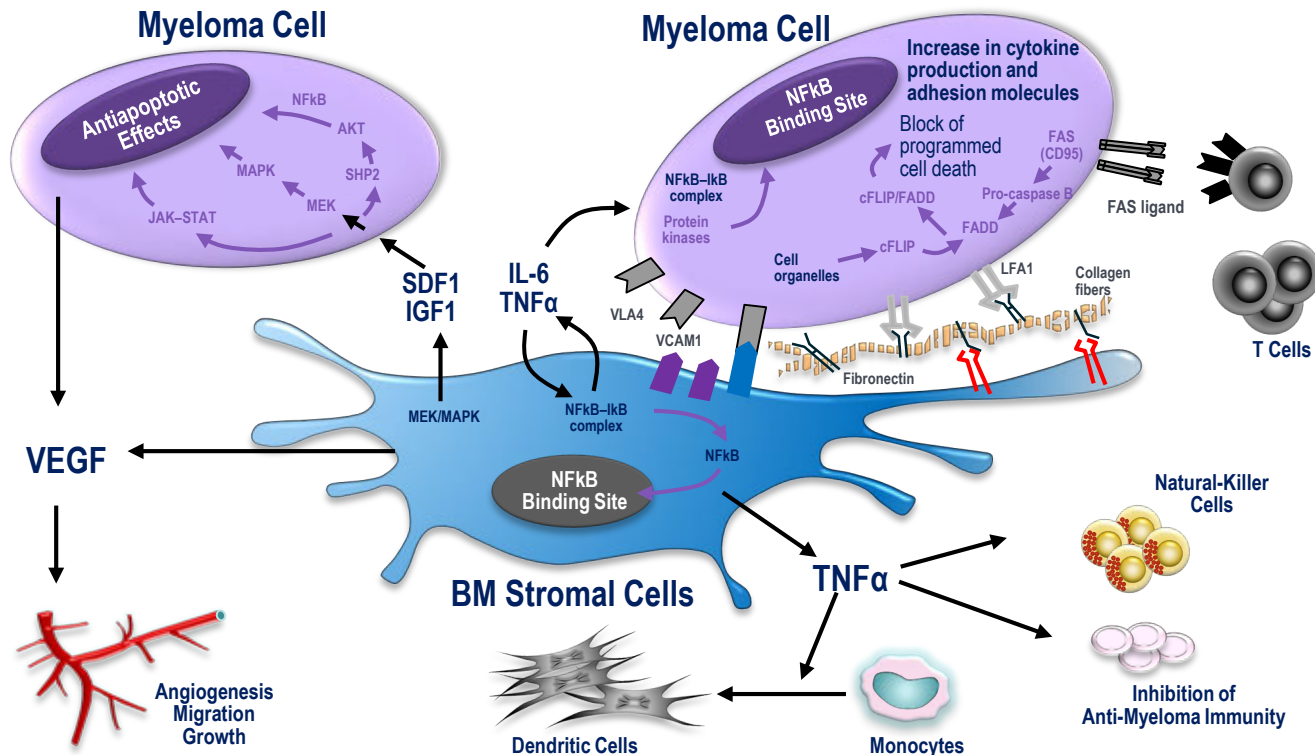 Myeloma Cell
Antiapoptotic
Effects
NFkB
AKT
MAPK
SHP2
MEK
JAK–STAT
SDF1
IGF1
MEK/MAPK
VEGF
Angiogenesis
Migration
Growth
Myeloma Cell
NFkB
Binding Site
Increase in cytokine
production and
adhesion molecules
Block of
programmed
cell death
FAS
(CD95)
NFkB–IkB
complex
Protein
kinases
cFLIP/FADD
Pro-caspase B
FADD
cFLIP
Cell
organelles
FAS ligand
T Cells
IL-6
TNFα
VLA4
VCAM1
LFA1
Collagen
fibers
Fibronectin
NFkB–IkB
complex
NFkB
NFkB
Binding Site
BM Stromal Cells
TNFα
Natural-Killer
Cells
Inhibition of
Anti-Myeloma Immunity
Dendritic Cells
Monocytes